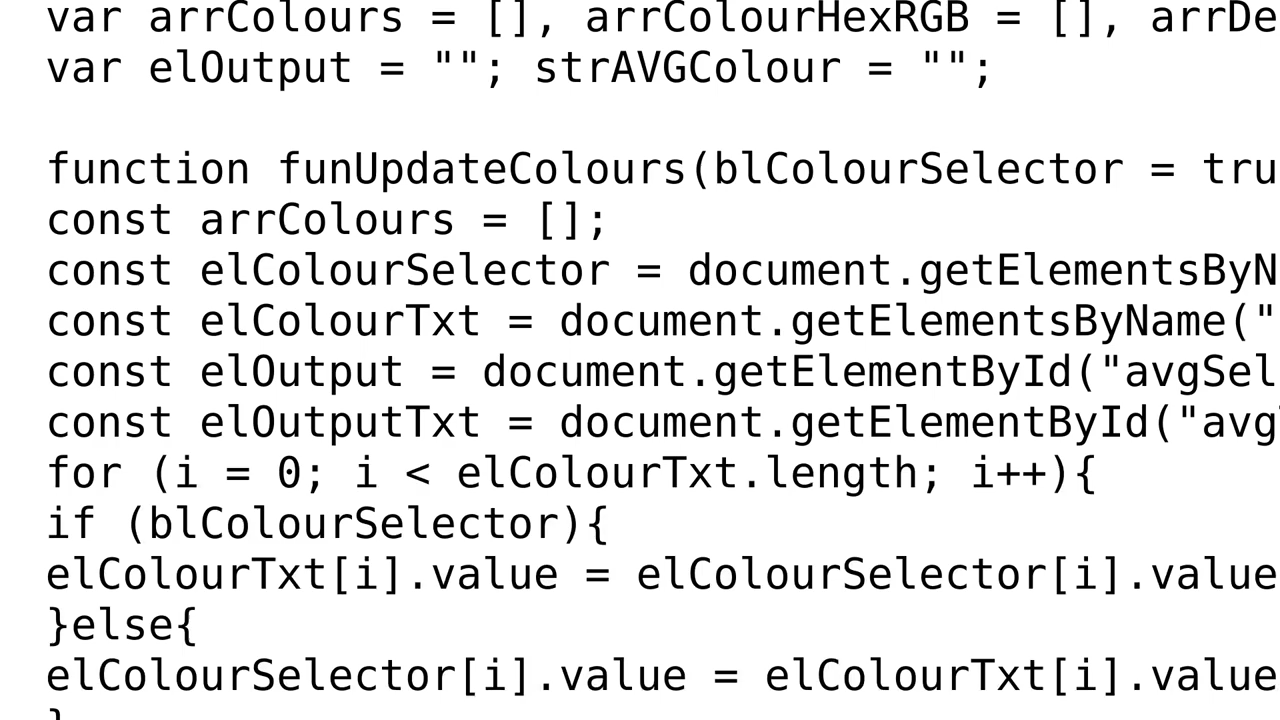 var arrColours = [], arrColourHexRGB = [], arrDe
var elOutput = ""; strAVGColour = "";
function funUpdateColours(blColourSelector = tru
const arrColours = [];
const elColourSelector = document.getElementsByN
const elColourTxt = document.getElementsByName("
const elOutput = document.getElementById("avgSel
const elOutputTxt = document.getElementById("avg
for (i = 0; i < elColourTxt.length; i++){
if (blColourSelector){
elColourTxt[i].value = elColourSelector[i].value
}else{
elColourSelector[i].value = elColourTxt[i].value
}